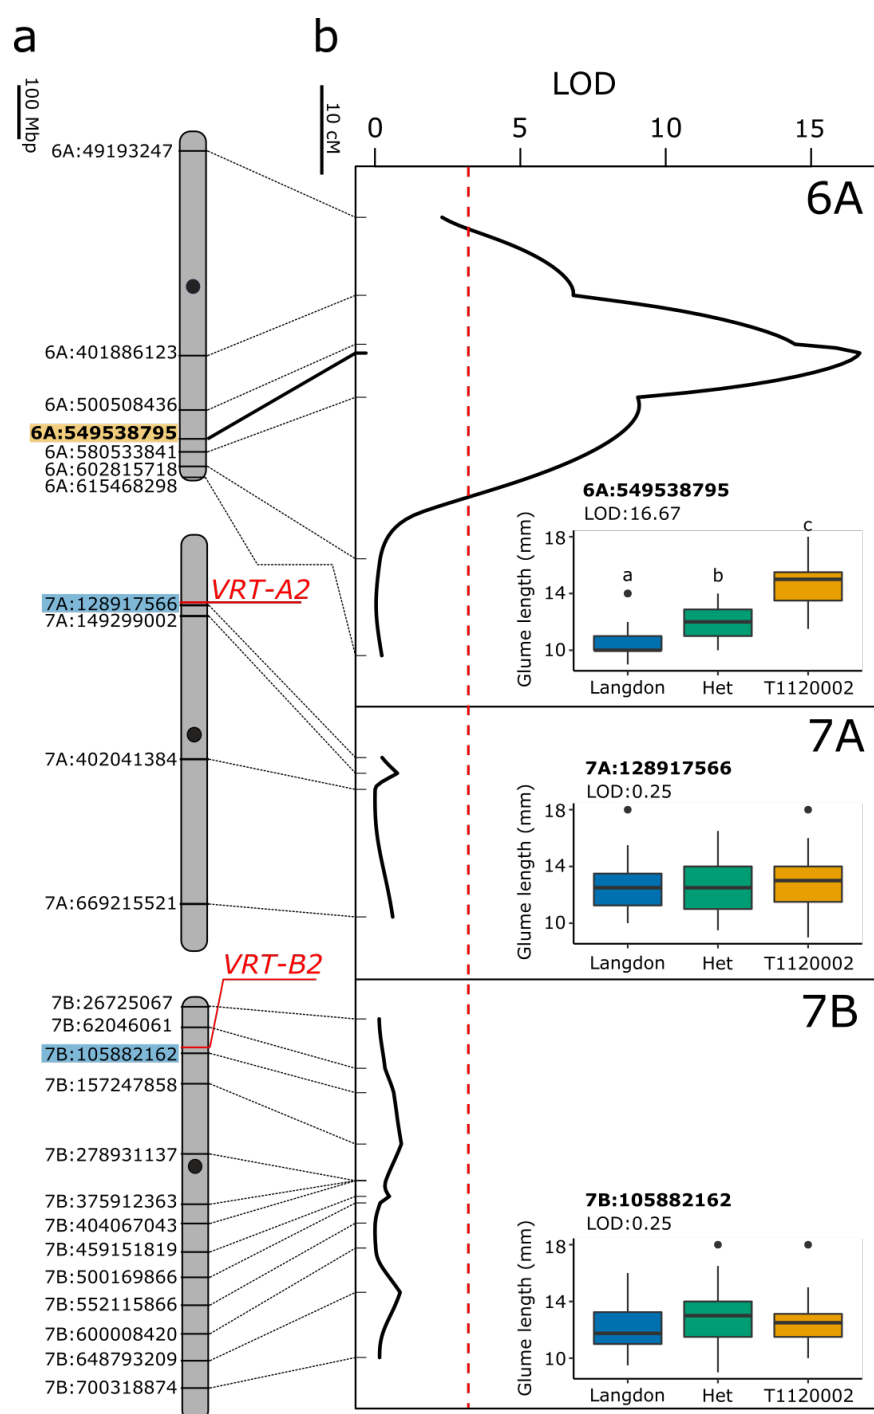 a
b
100 Mbp
10 cM
LOD
0 5 10 15
6A
6A:49193247
6A:401886123
6A:500508436
6A:549538795
6A:580533841
6A:602815718
6A:615468298
6A:549538795
LOD:16.67
Glume length (mm)
18
14
10
a
b
c
Langdon Het T1120002
VRT-A2
7A:128917566
7A:149299002
7A:402041384
7A:669215521
7A
7A:128917566
LOD:0.25
Glume length (mm)
18
14
10
Langdon Het T1120002
VRT-B2
7B:26725067
7B:62046061
7B:105882162
7B:157247858
7B:278931137
7B:375912363
7B:404067043
7B:459151819
7B:500169866
7B:552115866
7B:600008420
7B:648793209
7B:700318874
7B
7B:105882162
LOD:0.25
Glume length (mm)
18
14
10
Langdon Het T1120002